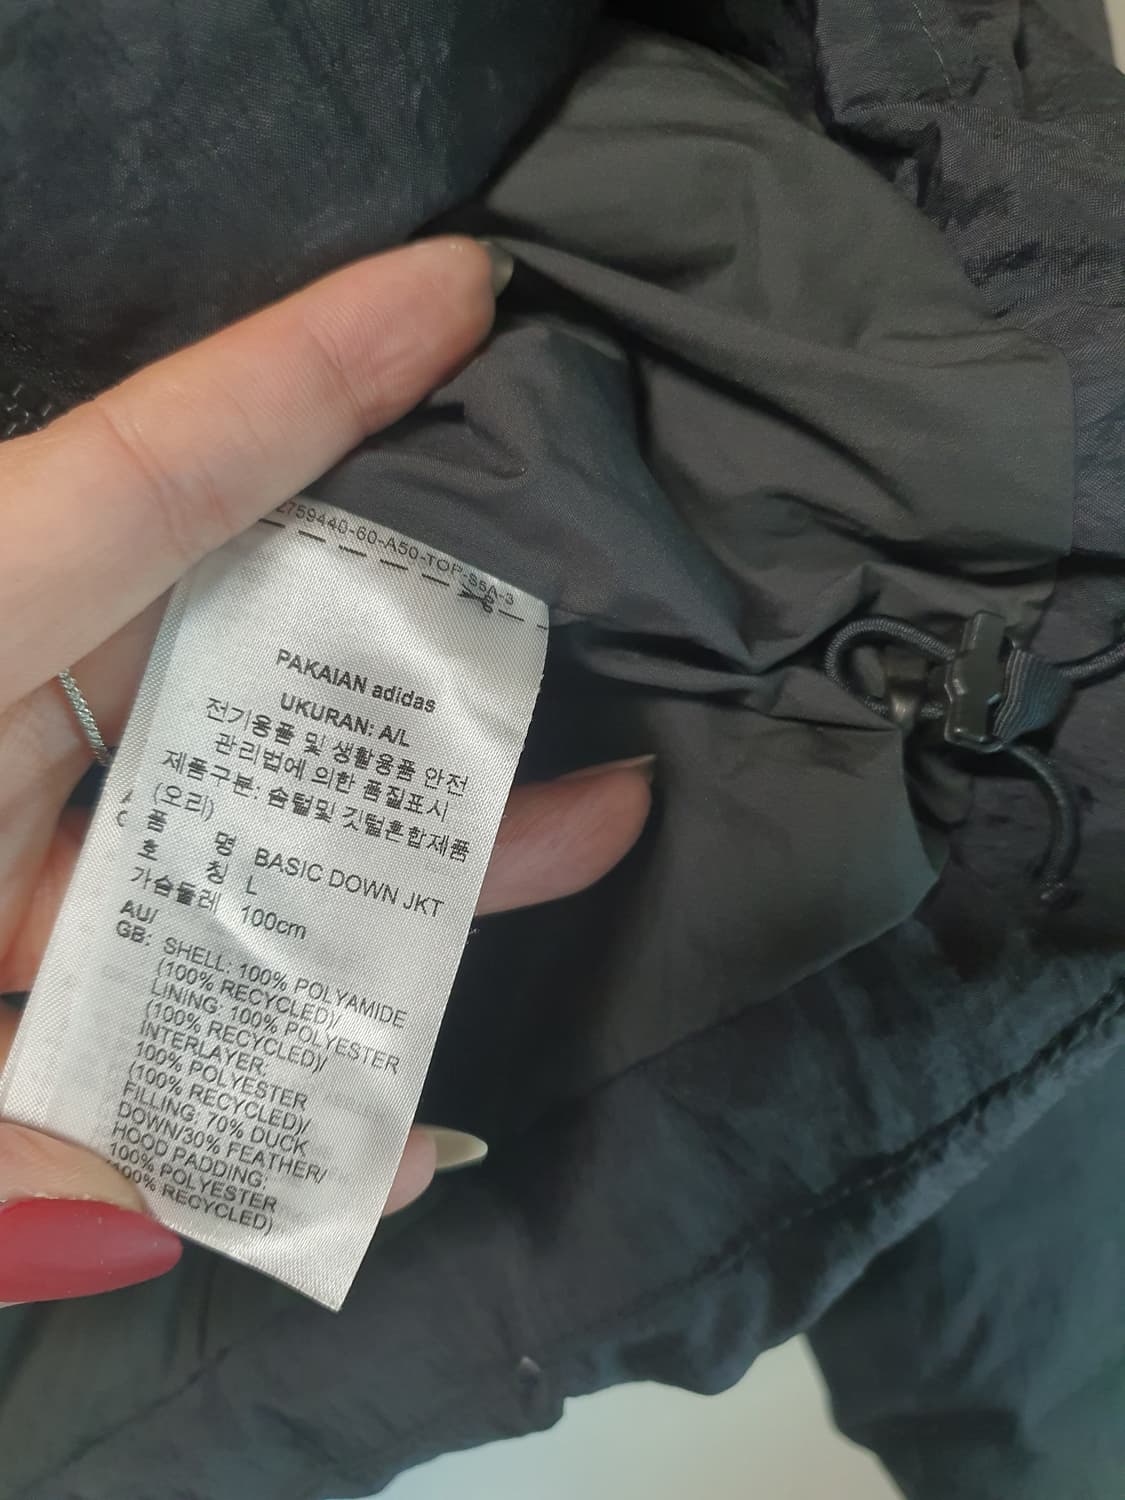 2759440-60-A50-TOP-S5A-3
PAKAIAN adidas
UKURAN: A/L
전기용품 및 생활용품 안전
관리법에 의한 품질표시
제품구분: 솜털및 깃털혼합제품
(오리)
품 명 BASIC DOWN JKT
호 칭 L
가슴둘레 100cm
AU/
GB: SHELL: 100% POLYAMIDE
(100% RECYCLED)/
LINING: 100% POLYESTER
(100% RECYCLED)/
INTERLAYER:
100% POLYESTER
(100% RECYCLED)/
FILLING: 70% DUCK
DOWN/30% FEATHER/
HOOD PADDING:
100% POLYESTER
(100% RECYCLED)